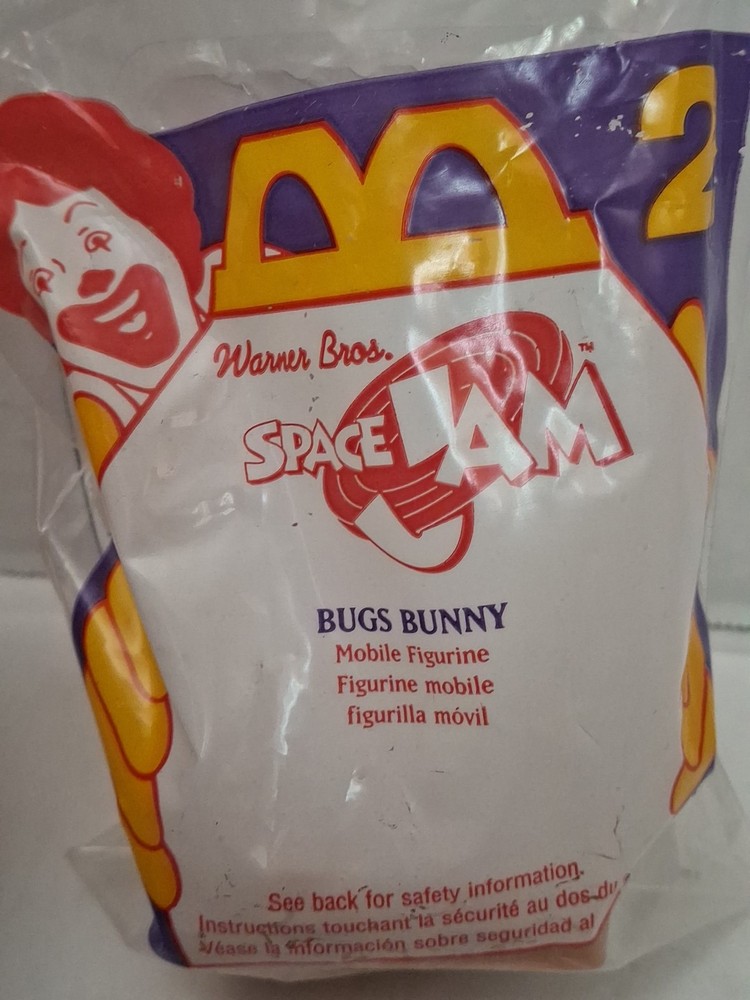 2
Warner Bros.
SPACE JAM™
BUGS BUNNY
Mobile Figurine
Figurine mobile
figurilla móvil
See back for safety information.
Instructions touchant la sécurité au dos du
Véase la información sobre seguridad al